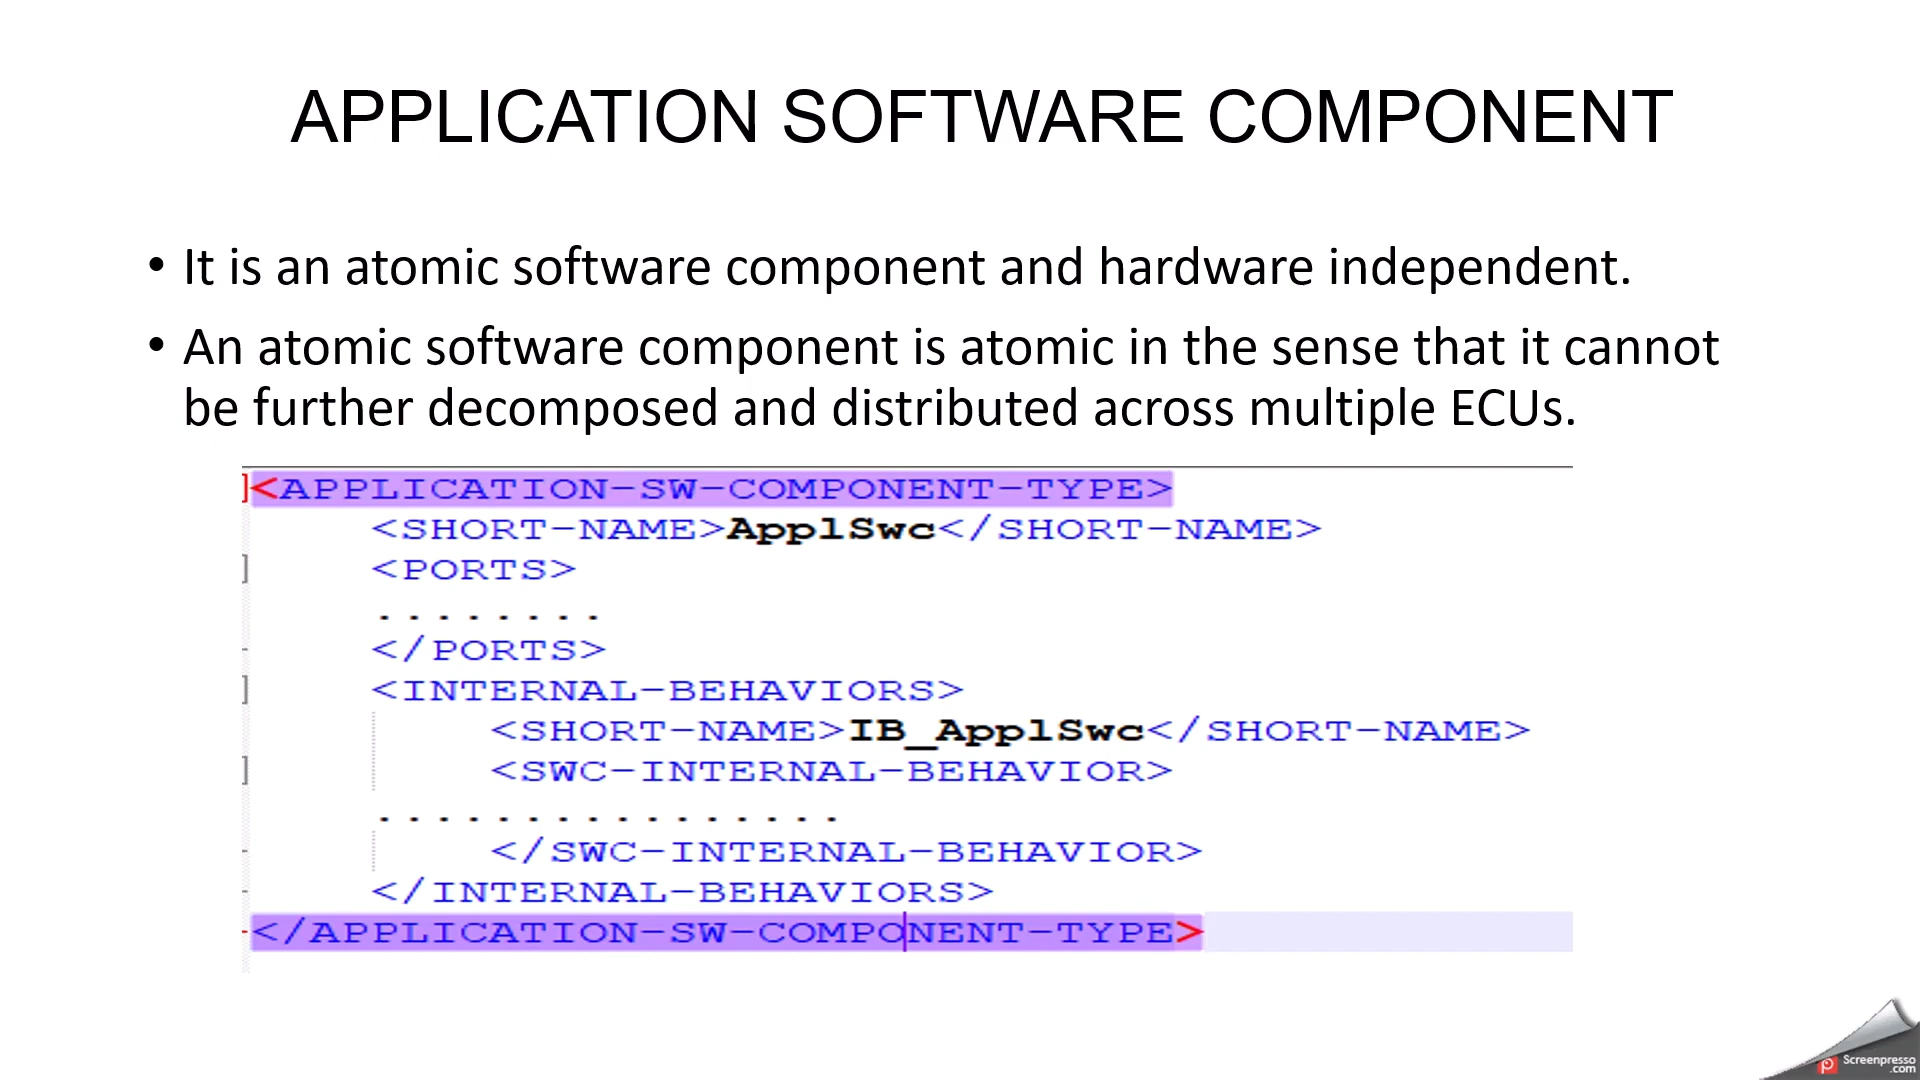 APPLICATION SOFTWARE COMPONENT
• It is an atomic software component and hardware independent.
• An atomic software component is atomic in the sense that it cannot
be further decomposed and distributed across multiple ECUs.
<APPLICATION-SW-COMPONENT-TYPE>
<SHORT-NAME>ApplSwc</SHORT-NAME>
<PORTS>
........
</PORTS>
<INTERNAL-BEHAVIORS>
<SHORT-NAME>IB_ApplSwc</SHORT-NAME>
<SWC-INTERNAL-BEHAVIOR>
................
</SWC-INTERNAL-BEHAVIOR>
</INTERNAL-BEHAVIORS>
</APPLICATION-SW-COMPONENT-TYPE>
Screenpresso
.com